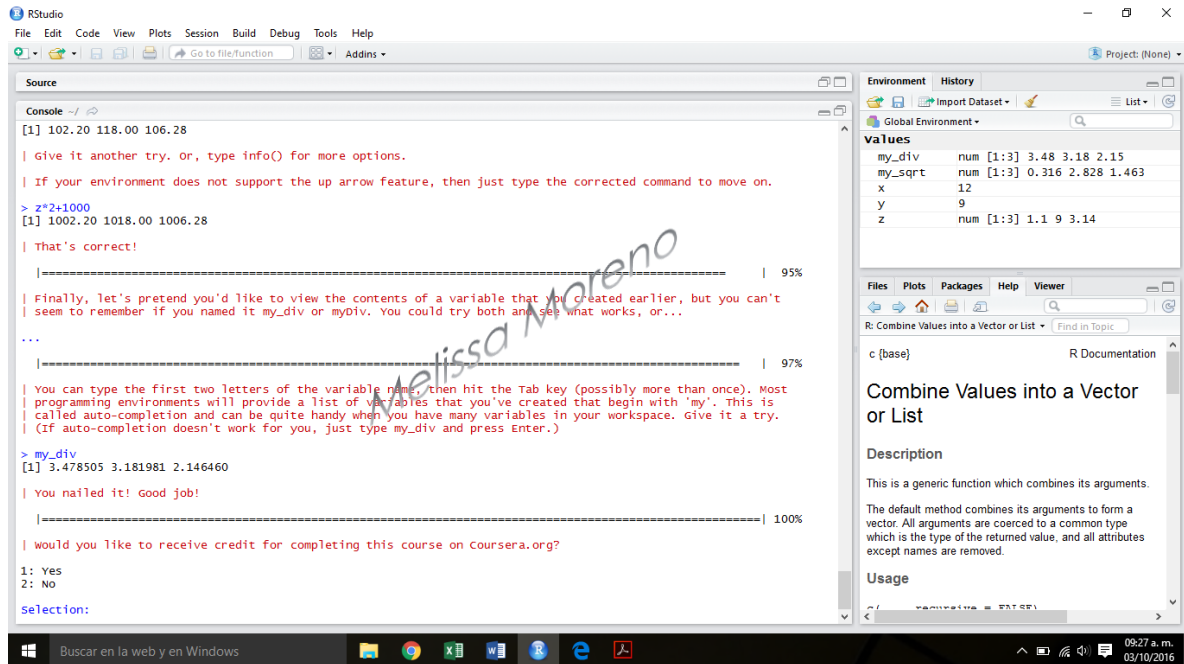 RStudio
File Edit Code View Plots Session Build Debug Tools Help
Go to file/function Addins Project: (None)
Source
Console ~/
[1] 102.20 118.00 106.28
| Give it another try. Or, type info() for more options.
| If your environment does not support the up arrow feature, then just type the corrected command to move on.
> z*2+1000
[1] 1002.20 1018.00 1006.28
| That's correct!
|======================================================================================================| 95%
| Finally, let's pretend you'd like to view the contents of a variable that you created earlier, but you can't
| seem to remember if you named it my_div or myDiv. You could try both and see what works, or...
...
|========================================================================================================| 97%
| You can type the first two letters of the variable name, then hit the Tab key (possibly more than once). Most
| programming environments will provide a list of variables that you've created that begin with 'my'. This is
| called auto-completion and can be quite handy when you have many variables in your workspace. Give it a try.
| (If auto-completion doesn't work for you, just type my_div and press Enter.)
> my_div
[1] 3.478505 3.181981 2.146460
| You nailed it! Good job!
|===========================================================================================================| 100%
| Would you like to receive credit for completing this course on Coursera.org?
1: Yes
2: No
Selection:
Melissa Moreno
Environment History
Import Dataset List
Global Environment
Values
my_div num [1:3] 3.48 3.18 2.15
my_sqrt num [1:3] 0.316 2.828 1.463
x 12
y 9
z num [1:3] 1.1 9 3.14
Files Plots Packages Help Viewer
R: Combine Values into a Vector or List Find in Topic
c {base} R Documentation
Combine Values into a Vector
or List
Description
This is a generic function which combines its arguments.
The default method combines its arguments to form a
vector. All arguments are coerced to a common type
which is the type of the returned value, and all attributes
except names are removed.
Usage
c(..., recursive = FALSE)
Buscar en la web y en Windows
09:27 a. m.
03/10/2016